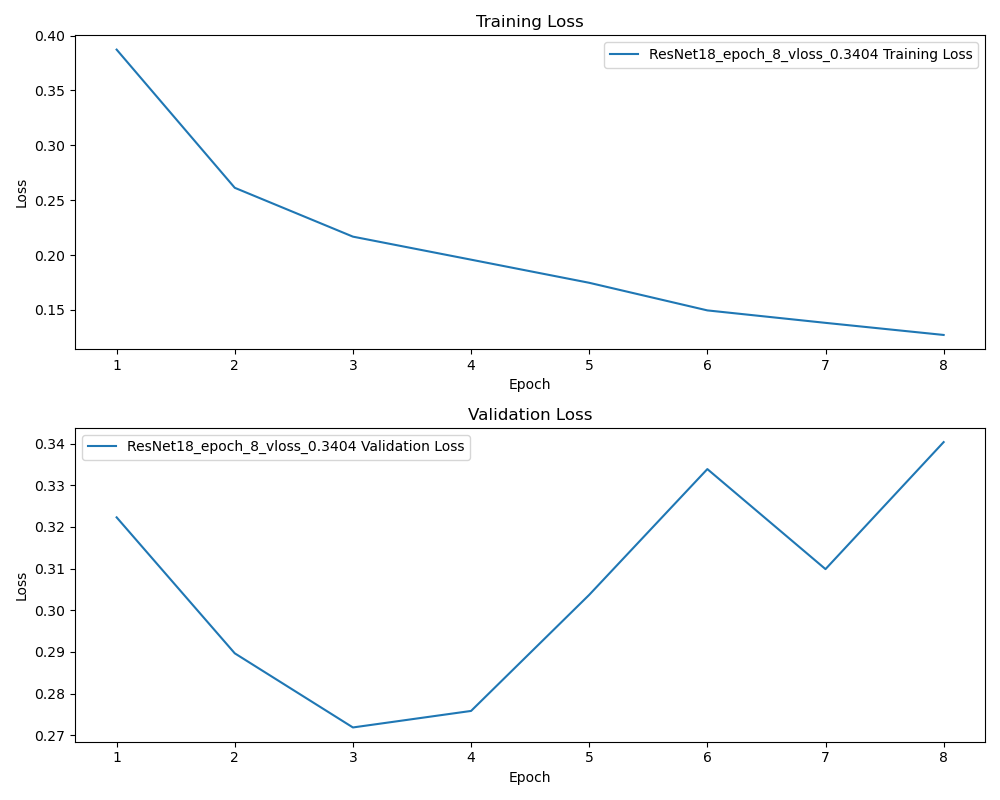 Training Loss
ResNet18_epoch_8_vloss_0.3404 Training Loss
Loss
0.40
0.35
0.30
0.25
0.20
0.15
1 2 3 4 5 6 7 8
Epoch
Validation Loss
ResNet18_epoch_8_vloss_0.3404 Validation Loss
Loss
0.34
0.33
0.32
0.31
0.30
0.29
0.28
0.27
1 2 3 4 5 6 7 8
Epoch